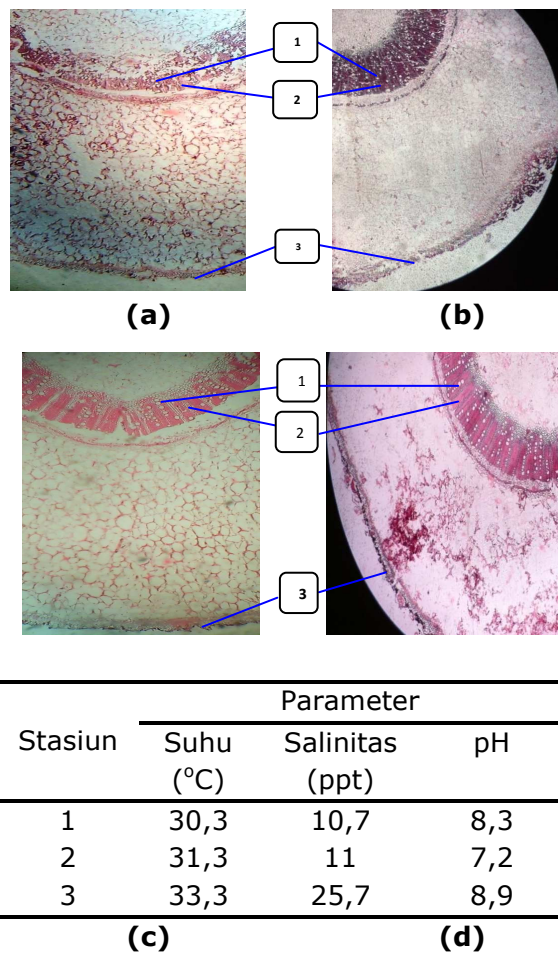 1
2
3
(a) (b)
1
2
3
Parameter
Stasiun Suhu Salinitas pH
(°C) (ppt)
1 30,3 10,7 8,3
2 31,3 11 7,2
3 33,3 25,7 8,9
(c) (d)